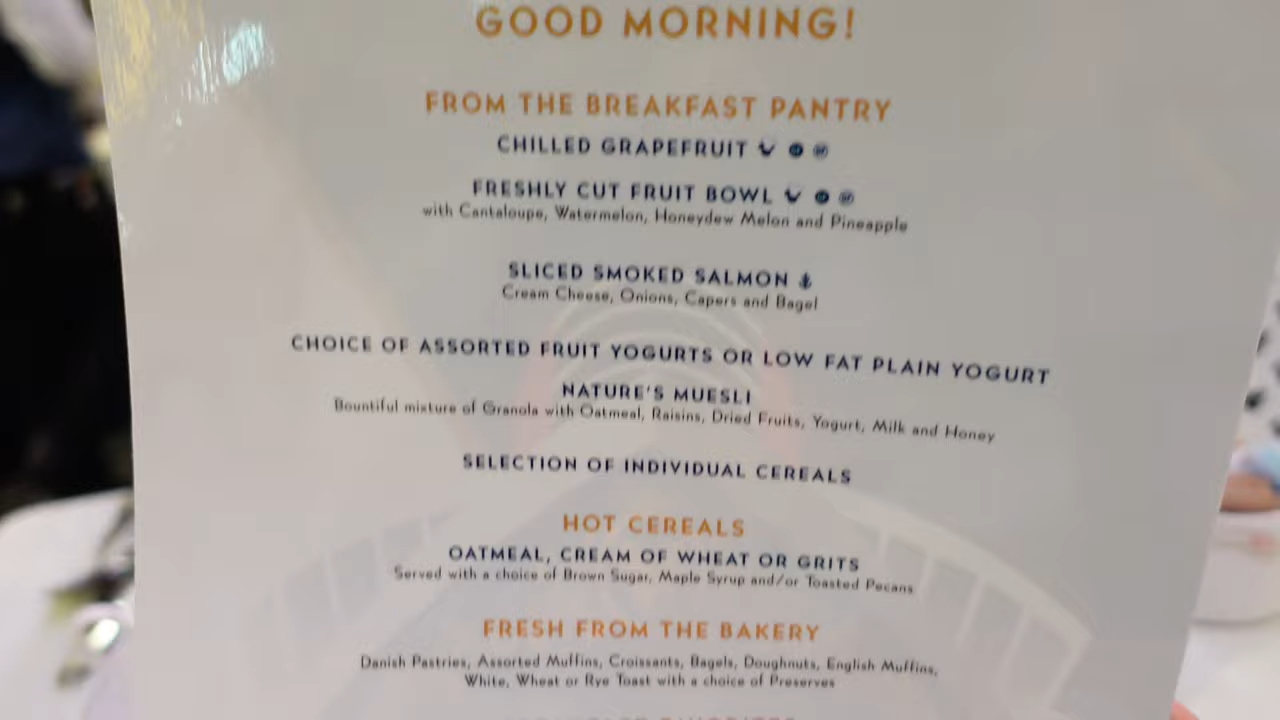 GOOD MORNING!
FROM THE BREAKFAST PANTRY
CHILLED GRAPEFRUIT
FRESHLY CUT FRUIT BOWL
with Cantaloupe, Watermelon, Honeydew Melon and Pineapple
SLICED SMOKED SALMON
Cream Cheese, Onions, Capers and Bagel
CHOICE OF ASSORTED FRUIT YOGURTS OR LOW FAT PLAIN YOGURT
NATURE'S MUESLI
Bountiful mixture of Granola with Oatmeal, Raisins, Dried Fruits, Yogurt, Milk and Honey
SELECTION OF INDIVIDUAL CEREALS
HOT CEREALS
OATMEAL, CREAM OF WHEAT OR GRITS
Served with a choice of Brown Sugar, Maple Syrup and/or Toasted Pecans
FRESH FROM THE BAKERY
Danish Pastries, Assorted Muffins, Croissants, Bagels, Doughnuts, English Muffins,
White, Wheat or Rye Toast with a choice of Preserves